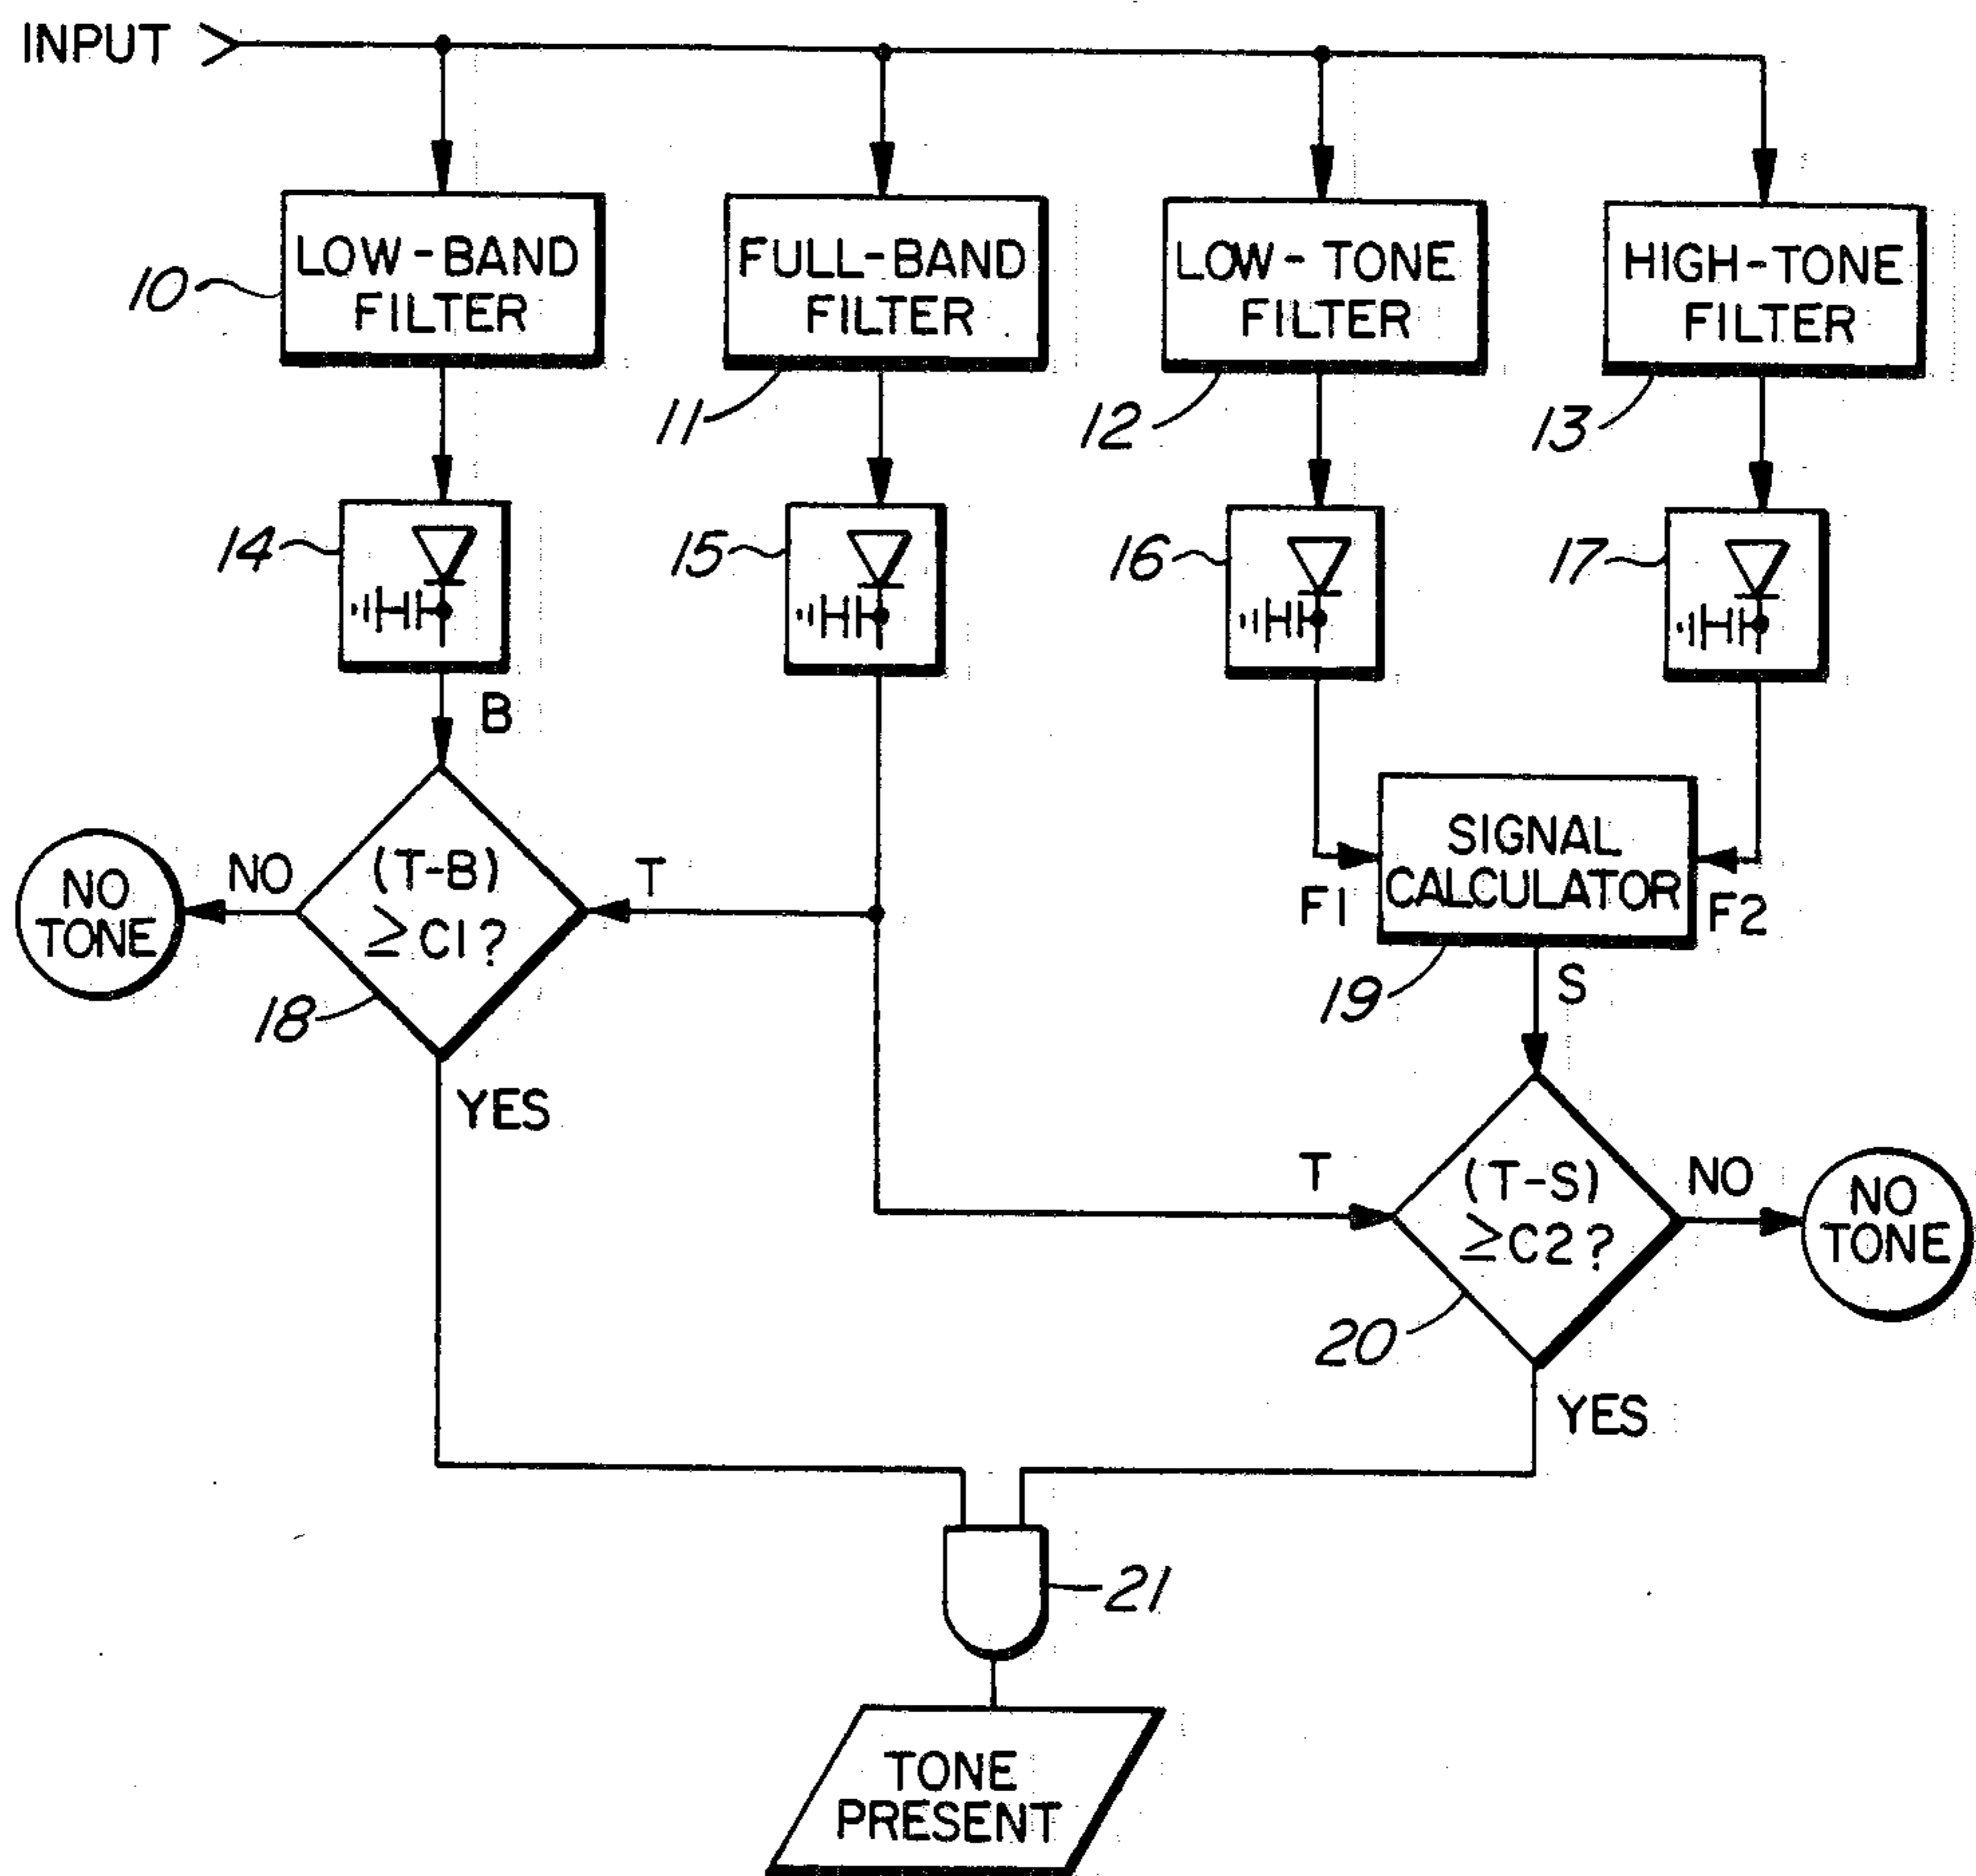 INPUT
LOW-BAND
FILTER
10
FULL-BAND
FILTER
11
LOW-TONE
FILTER
12
HIGH-TONE
FILTER
13
14
15
16
17
B
(T-B)
≥C1?
18
NO
NO
TONE
T
YES
SIGNAL
CALCULATOR
F1
F2
19
S
T
(T-S)
≥C2?
20
NO
NO
TONE
YES
21
TONE
PRESENT